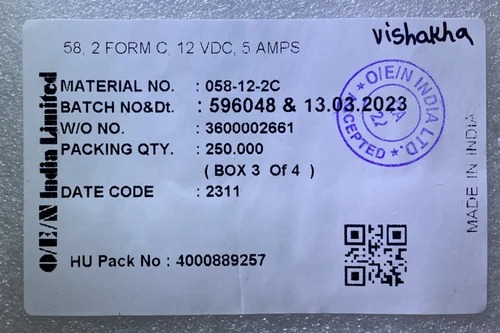 vishakha
58, 2 FORM C, 12 VDC, 5 AMPS
O/E/N India Limited
MATERIAL NO. : 058-12-2C
BATCH NO&Dt. : 596048 & 13.03.2023
W/O NO. : 3600002661
PACKING QTY. : 250.000
( BOX 3 Of 4 )
DATE CODE : 2311
HU Pack No : 4000889257
O/E/N INDIA LTD.
ACCEPTED
MADE IN INDIA